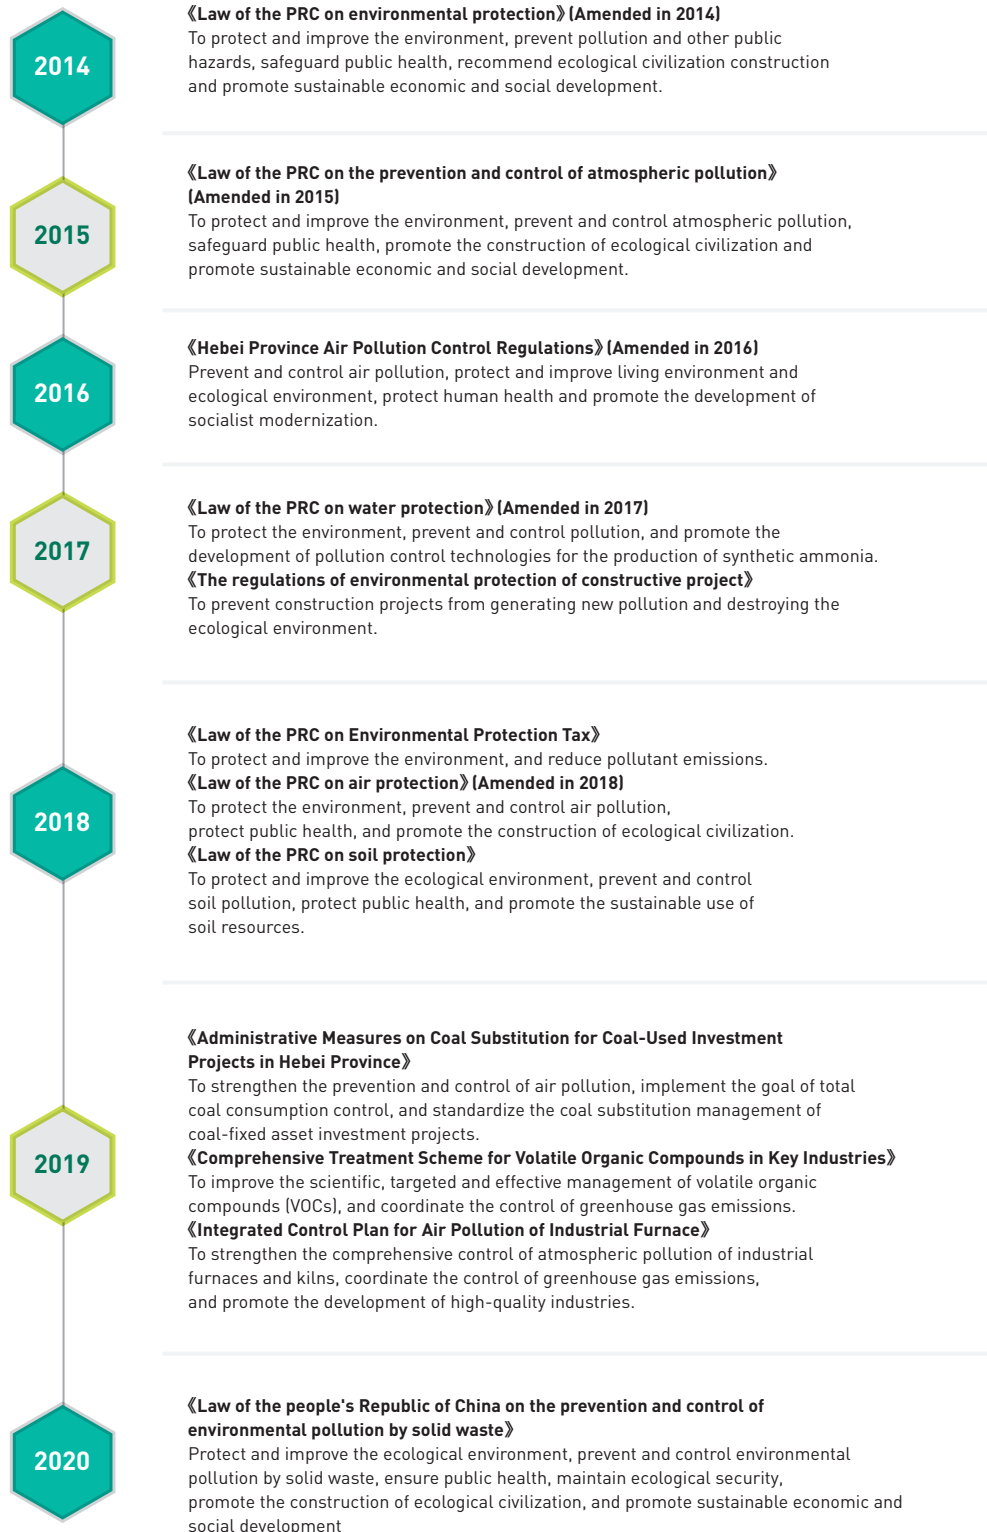 2014
《Law of the PRC on environmental protection》(Amended in 2014)
To protect and improve the environment, prevent pollution and other public
hazards, safeguard public health, recommend ecological civilization construction
and promote sustainable economic and social development.
2015
《Law of the PRC on the prevention and control of atmospheric pollution》
(Amended in 2015)
To protect and improve the environment, prevent and control atmospheric pollution,
safeguard public health, promote the construction of ecological civilization and
promote sustainable economic and social development.
2016
《Hebei Province Air Pollution Control Regulations》(Amended in 2016)
Prevent and control air pollution, protect and improve living environment and
ecological environment, protect human health and promote the development of
socialist modernization.
2017
《Law of the PRC on water protection》(Amended in 2017)
To protect the environment, prevent and control pollution, and promote the
development of pollution control technologies for the production of synthetic ammonia.
《The regulations of environmental protection of constructive project》
To prevent construction projects from generating new pollution and destroying the
ecological environment.
2018
《Law of the PRC on Environmental Protection Tax》
To protect and improve the environment, and reduce pollutant emissions.
《Law of the PRC on air protection》(Amended in 2018)
To protect the environment, prevent and control air pollution,
protect public health, and promote the construction of ecological civilization.
《Law of the PRC on soil protection》
To protect and improve the ecological environment, prevent and control
soil pollution, protect public health, and promote the sustainable use of
soil resources.
2019
《Administrative Measures on Coal Substitution for Coal-Used Investment
Projects in Hebei Province》
To strengthen the prevention and control of air pollution, implement the goal of total
coal consumption control, and standardize the coal substitution management of
coal-fixed asset investment projects.
《Comprehensive Treatment Scheme for Volatile Organic Compounds in Key Industries》
To improve the scientific, targeted and effective management of volatile organic
compounds (VOCs), and coordinate the control of greenhouse gas emissions.
《Integrated Control Plan for Air Pollution of Industrial Furnace》
To strengthen the comprehensive control of atmospheric pollution of industrial
furnaces and kilns, coordinate the control of greenhouse gas emissions,
and promote the development of high-quality industries.
2020
《Law of the people's Republic of China on the prevention and control of
environmental pollution by solid waste》
Protect and improve the ecological environment, prevent and control environmental
pollution by solid waste, ensure public health, maintain ecological security,
promote the construction of ecological civilization, and promote sustainable economic and
social development